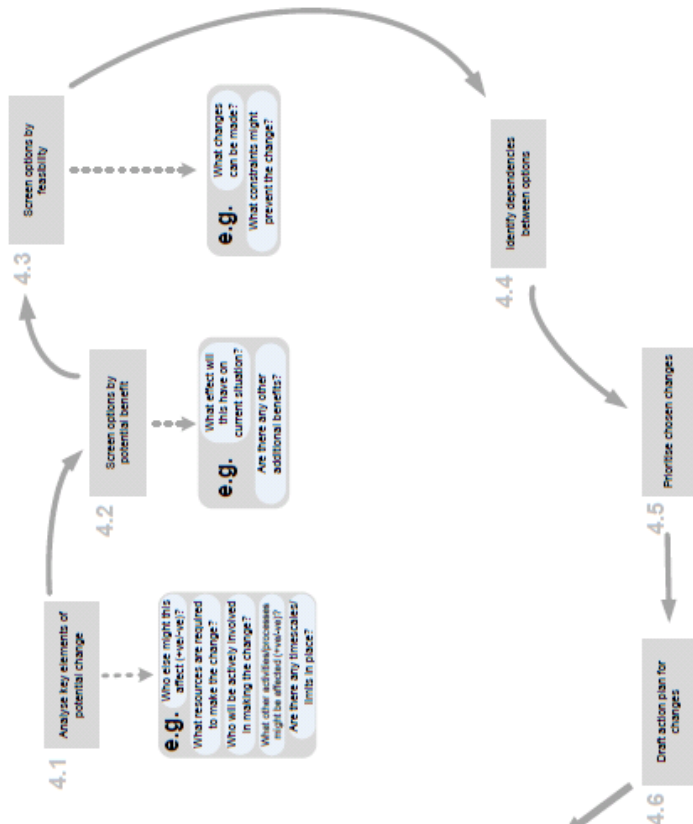 4.1
Analyse key elements of
potential change
e.g.
Who else might this
affect (+ve/-ve)?
What resources are required
to make the change?
Who will be actively involved
in making the change?
What other activities/processes
might be effected (+ve/-ve)?
Are there any timescales/
limits in place?
4.2
Screen options by
potential benefit
e.g.
What effect will
this have on
current situation?
Are there any other
additional benefits?
4.3
Screen options by
feasibility
e.g.
What changes
can be made?
What constraints might
prevent the change?
4.4
Identify dependencies
between options
4.5
Prioritise chosen changes
4.6
Draft action plan for
changes